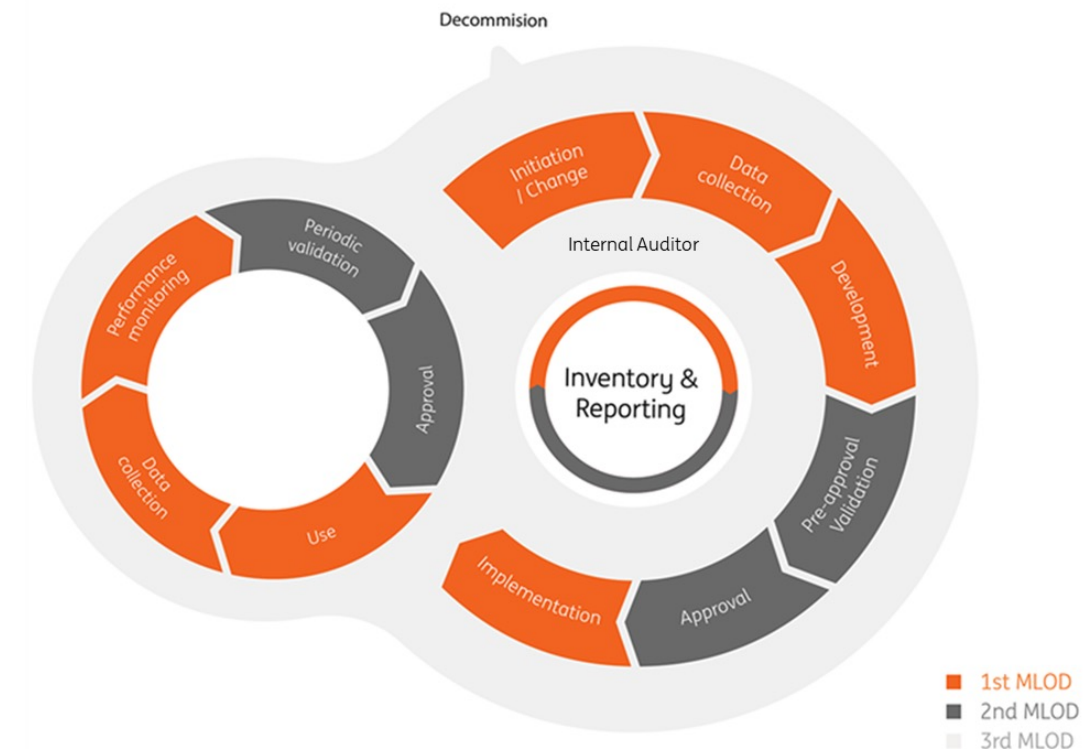 Decommision
Initiation
/ Change
Data
collection
Development
Pre-approval
Validation
Approval
Implementation
Internal Auditor
Inventory &
Reporting
Periodic
validation
Approval
Use
Data
collection
Performance
monitoring
1st MLOD
2nd MLOD
3rd MLOD